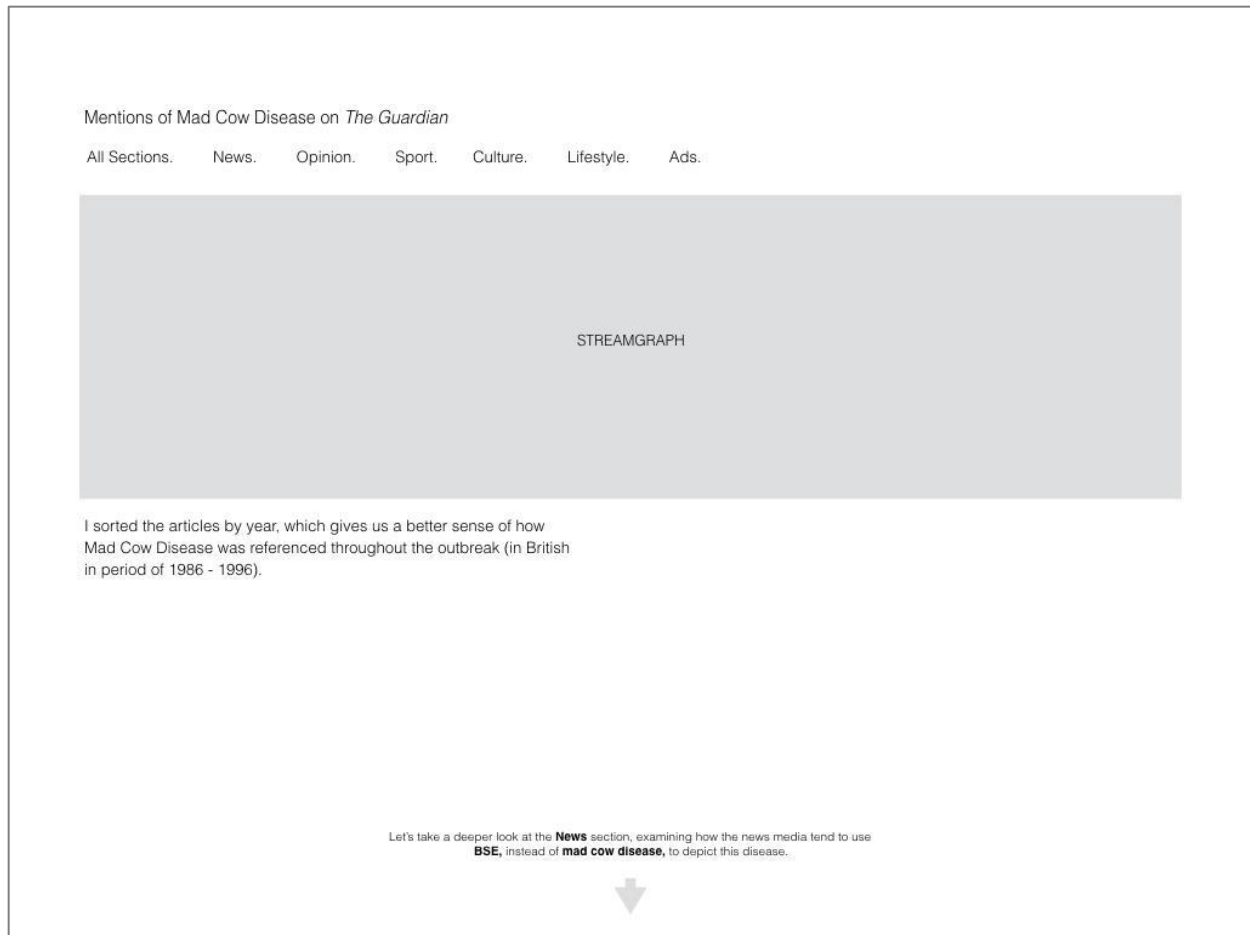 Mentions of Mad Cow Disease on The Guardian
All Sections. News. Opinion. Sport. Culture. Lifestyle. Ads.
STREAMGRAPH
I sorted the articles by year, which gives us a better sense of how
Mad Cow Disease was referenced throughout the outbreak (in British
in period of 1986 - 1996).
Let's take a deeper look at the News section, examining how the news media tend to use
BSE, instead of mad cow disease, to depict this disease.